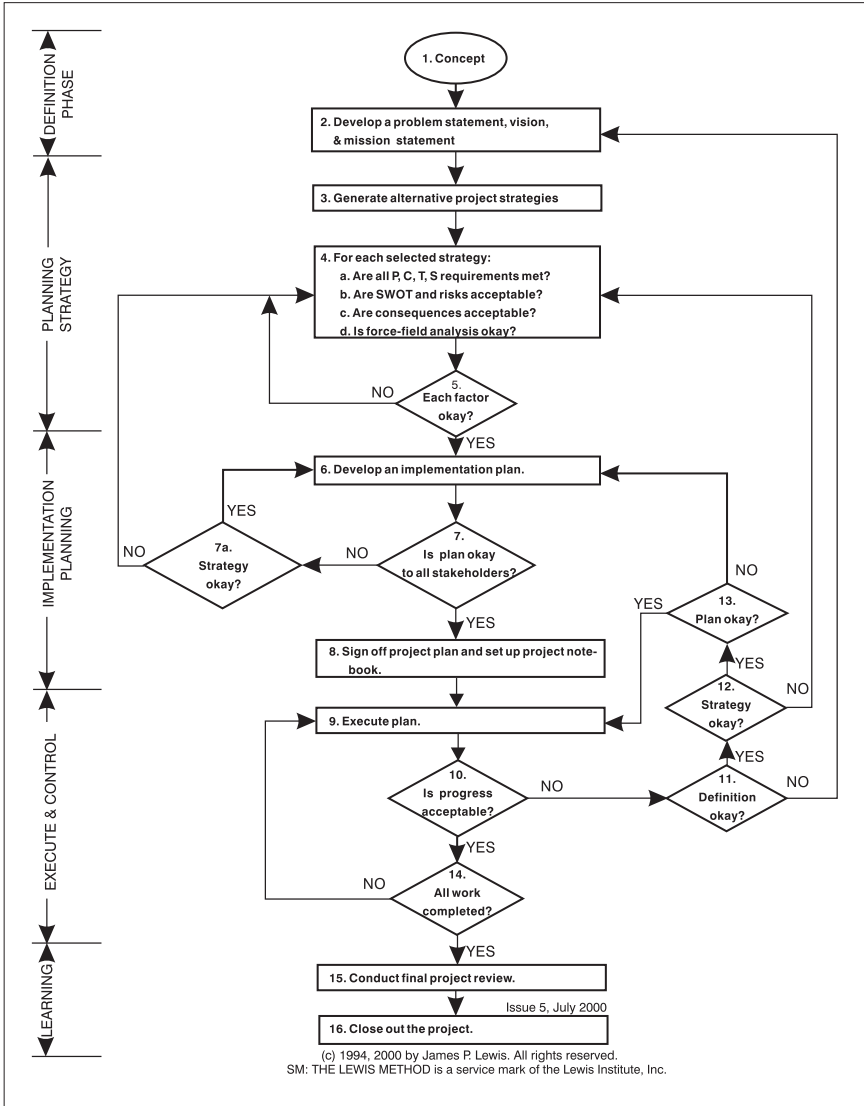 DEFINITION
PHASE
1. Concept
2. Develop a problem statement, vision,
& mission statement
PLANNING
STRATEGY
3. Generate alternative project strategies
4. For each selected strategy:
a. Are all P, C, T, S requirements met?
b. Are SWOT and risks acceptable?
c. Are consequences acceptable?
d. Is force-field analysis okay?
NO
5.
Each factor
okay?
YES
IMPLEMENTATION
PLANNING
6. Develop an implementation plan.
YES
NO
7a.
Strategy
okay?
NO
7.
Is plan okay
to all stakeholders?
YES
NO
YES
13.
Plan okay?
8. Sign off project plan and set up project note-
book.
YES
12.
Strategy
okay?
NO
EXECUTE & CONTROL
9. Execute plan.
YES
10.
Is progress
acceptable?
NO
11.
Definition
okay?
NO
YES
NO
14.
All work
completed?
YES
LEARNING
15. Conduct final project review.
Issue 5, July 2000
16. Close out the project.
(c) 1994, 2000 by James P. Lewis. All rights reserved.
SM: THE LEWIS METHOD is a service mark of the Lewis Institute, Inc.